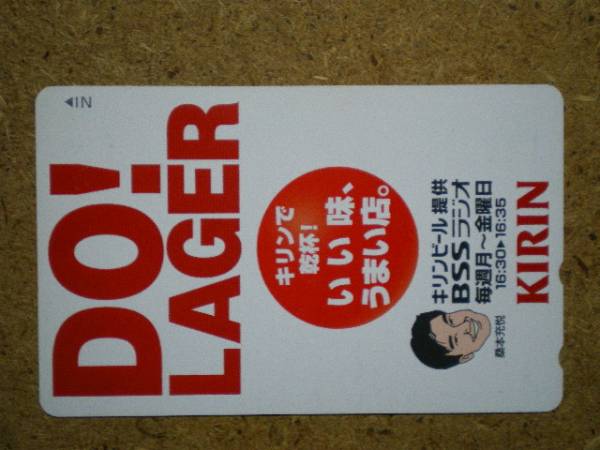 ◀IN
DO!
LAGER
キリンで
乾杯!
いい味、
うまい店。
キリンビール提供
BSSラジオ
毎週月〜金曜日
16:30▶16:35
桑本充悦
KIRIN